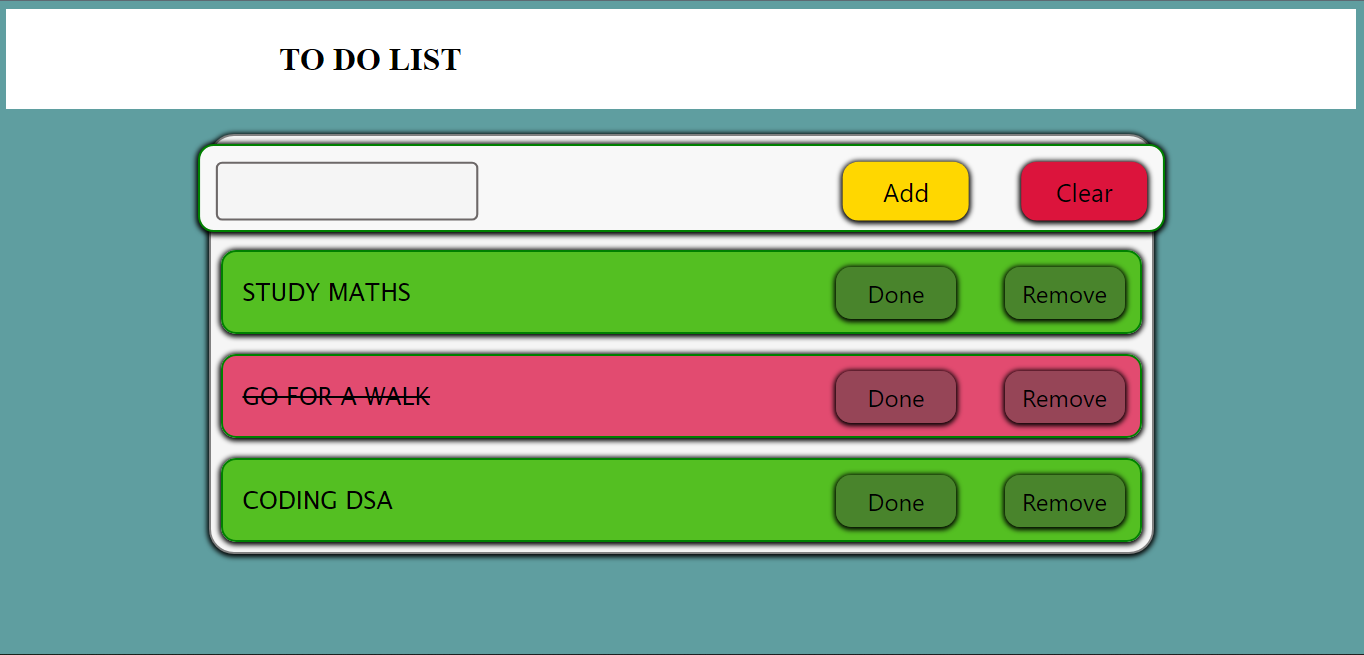 TO DO LIST
Add Clear
STUDY MATHS Done Remove
GO FOR A WALK Done Remove
CODING DSA Done Remove